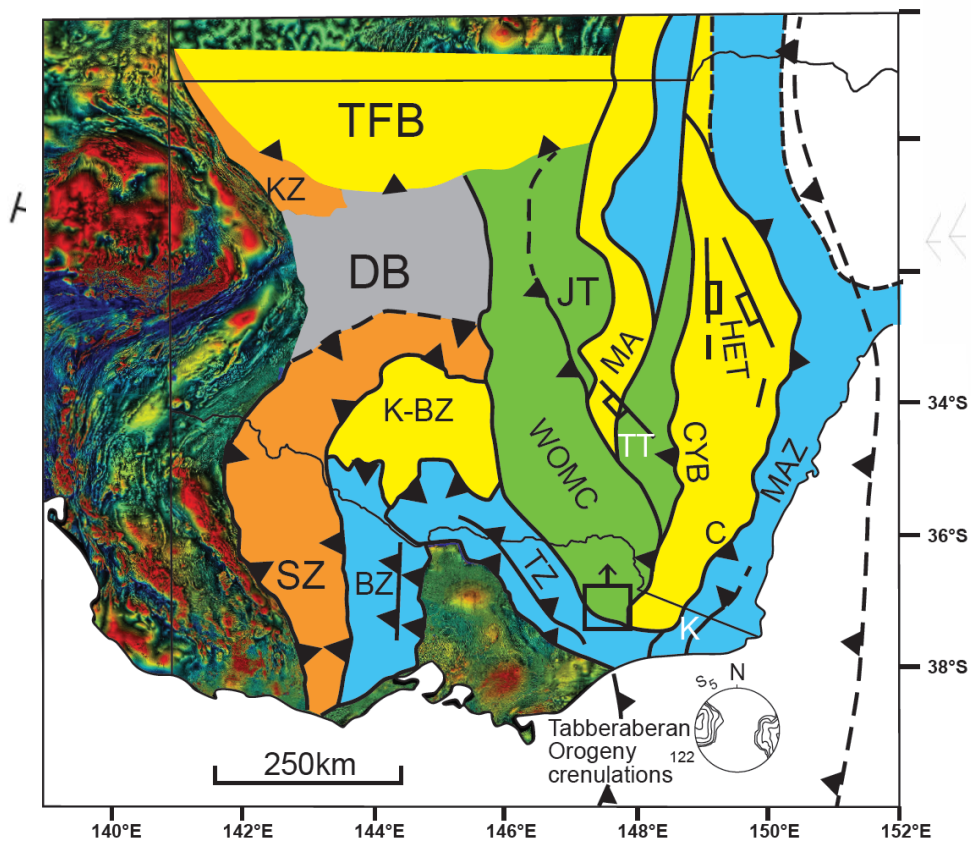 TFB
KZ
DB
JT
MA
HET
K-BZ
TT
WOMC
CYB
MAZ
C
SZ
BZ
TZ
K
34°S
36°S
38°S
S5 N
122
Tabberaberan
Orogeny
crenulations
250km
140°E 142°E 144°E 146°E 148°E 150°E 152°E